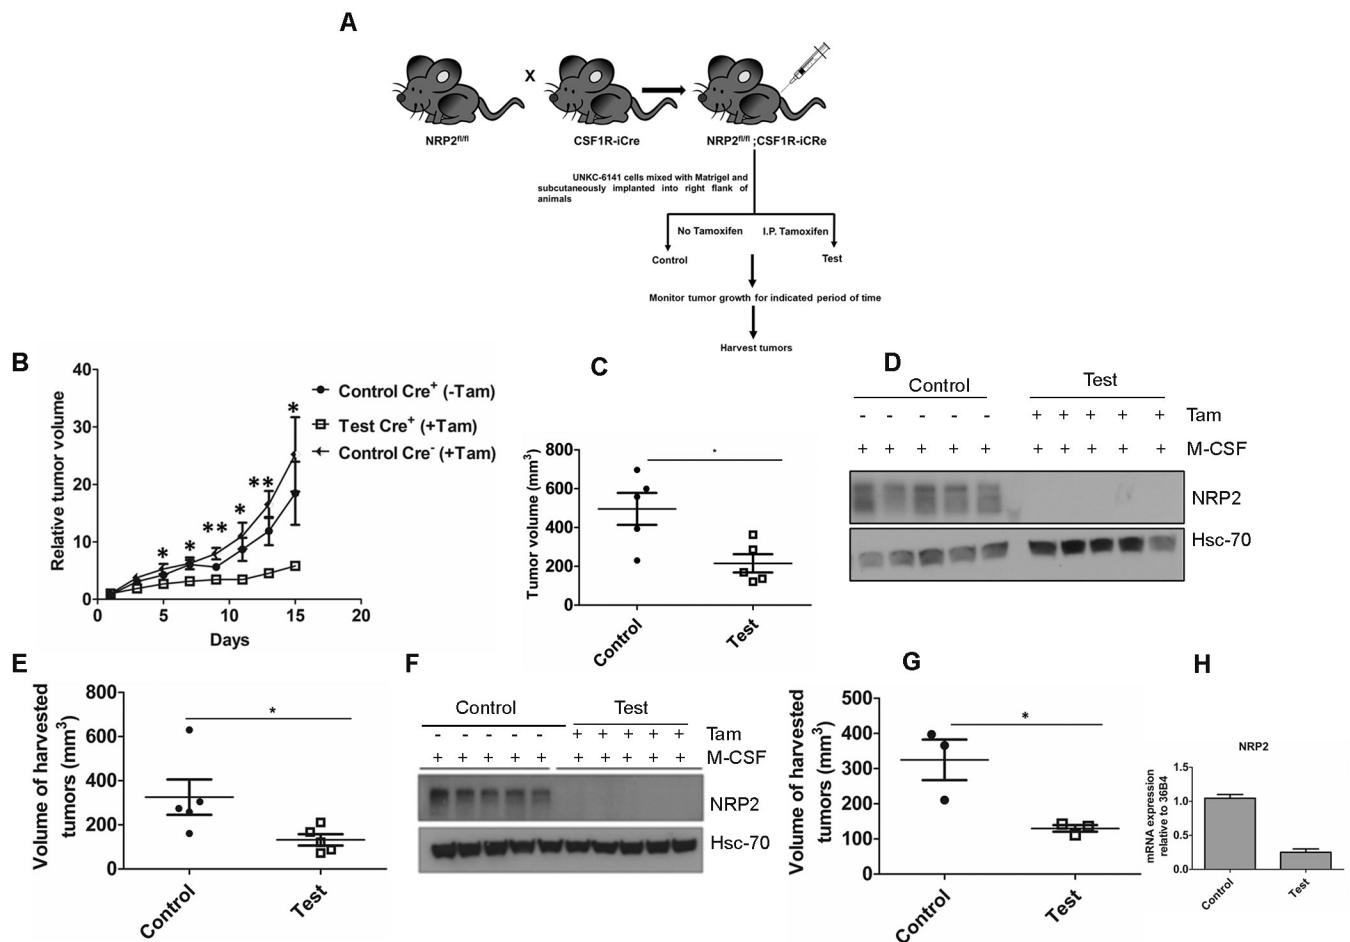 A
X
NRP2fl/fl
CSF1R-iCre
NRP2fl/fl ;CSF1R-iCRe
UNKC-6141 cells mixed with Matrigel and
subcutaneously implanted into right flank of
animals
No Tamoxifen
I.P. Tamoxifen
Control
Test
Monitor tumor growth for indicated period of time
Harvest tumors
B
Relative tumor volume
40
30
20
10
0
0 5 10 15 20
Days
* * ** * ** *
Control Cre+ (-Tam)
Test Cre+ (+Tam)
Control Cre- (+Tam)
C
Tumor volume (mm3)
800
600
400
200
0
*
Control
Test
D
Control
Test
- - - - - + + + + + Tam
+ + + + + + + + + + M-CSF
NRP2
Hsc-70
E
Volume of harvested
tumors (mm3)
800
600
400
200
0
*
Control
Test
F
Control
Test
- - - - - + + + + + Tam
+ + + + + + + + + + M-CSF
NRP2
Hsc-70
G
Volume of harvested
tumors (mm3)
500
400
300
200
100
0
*
Control
Test
H
NRP2
mRNA expression
relative to 36B4
1.5
1.0
0.5
0.0
Control
Test